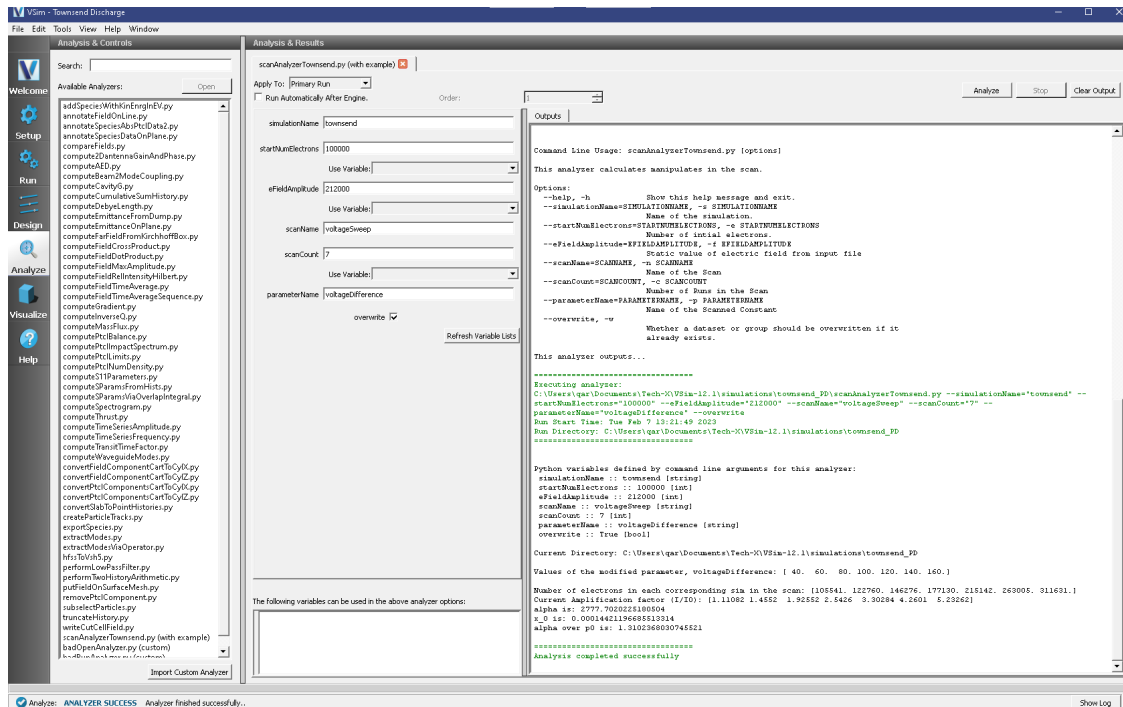 VSim - Townsend Discharge
File Edit Tools View Help Window
Analysis & Controls
Analysis & Results
Welcome
Setup
Run
Design
Analyze
Visualize
Help
Search:
Available Analyzers:
Open
addSpeciesWithKinEnrgInEV.py
annotateFieldOnLine.py
annotateSpeciesAbsPtclData2.py
annotateSpeciesDataOnPlane.py
compareFields.py
compute2DantennaGainAndPhase.py
computeAED.py
computeBeam2ModeCoupling.py
computeCavityG.py
computeCumulativeSumHistory.py
computeDebyeLength.py
computeEmittanceFromDump.py
computeEmittanceOnPlane.py
computeFarFieldFromKirchhoffBox.py
computeFieldCrossProduct.py
computeFieldDotProduct.py
computeFieldMaxAmplitude.py
computeFieldRelIntensityHilbert.py
computeFieldTimeAverage.py
computeFieldTimeAverageSequence.py
computeGradient.py
computeInverseQ.py
computeMassFlux.py
computePtclBalance.py
computePtclImpactSpectrum.py
computePtclLimits.py
computePtclNumDensity.py
computeS11Parameters.py
computeSParamsFromHists.py
computeSParamsViaOverlapIntegral.py
computeSpectrogram.py
computeThrust.py
computeTimeSeriesAmplitude.py
computeTimeSeriesFrequency.py
computeTransitTimeFactor.py
computeWaveguideModes.py
convertFieldComponentCartToCylX.py
convertFieldComponentCartToCylZ.py
convertPtclComponentsCartToCylX.py
convertPtclComponentsCartToCylZ.py
convertSlabToPointHistories.py
createParticleTracks.py
exportSpecies.py
extractModes.py
extractModesViaOperator.py
hfssToVsh5.py
performLowPassFilter.py
performTwoHistoryArithmetic.py
putFieldOnSurfaceMesh.py
removePtclComponent.py
subselectParticles.py
truncateHistory.py
writeCutCellField.py
scanAnalyzerTownsend.py (with example)
badOpenAnalyzer.py (custom)
badRunAnalyzer.py (custom)
Import Custom Analyzer
scanAnalyzerTownsend.py (with example)
Apply To: Primary Run
Run Automatically After Engine.
Order:
1
Analyze
Stop
Clear Output
simulationName townsend
startNumElectrons 100000
Use Variable:
eFieldAmplitude 212000
Use Variable:
scanName voltageSweep
scanCount 7
Use Variable:
parameterName voltageDifference
overwrite
Refresh Variable Lists
The following variables can be used in the above analyzer options:
Outputs
Command Line Usage: scanAnalyzerTownsend.py [options]
This analyzer calculates manipulates in the scan.
Options:
--help, -h Show this help message and exit.
--simulationName=SIMULATIONNAME, -s SIMULATIONNAME
Name of the simulation.
--startNumElectrons=STARTNUMELECTRONS, -e STARTNUMELECTRONS
Number of intial electrons.
--eFieldAmplitude=EFIELDAMPLITUDE, -f EFIELDAMPLITUDE
Static value of electric field from input file
--scanName=SCANNAME, -n SCANNAME
Name of the Scan
--scanCount=SCANCOUNT, -c SCANCOUNT
Number of Runs in the Scan
--parameterName=PARAMETERNAME, -p PARAMETERNAME
Name of the Scanned Constant
--overwrite, -w
Whether a dataset or group should be overwritten if it
already exists.
This analyzer outputs...
==================================
Executing analyzer:
C:\Users\qar\Documents\Tech-X\VSim-12.1\simulations\townsend_PD\scanAnalyzerTownsend.py --simulationName="townsend" --
startNumElectrons="100000" --eFieldAmplitude="212000" --scanName="voltageSweep" --scanCount="7" --
parameterName="voltageDifference" --overwrite
Run Start Time: Tue Feb 7 13:21:49 2023
Run Directory: C:\Users\qar\Documents\Tech-X\VSim-12.1\simulations\townsend_PD
==================================
Python variables defined by command line arguments for this analyzer:
simulationName :: townsend [string]
startNumElectrons :: 100000 [int]
eFieldAmplitude :: 212000 [int]
scanName :: voltageSweep [string]
scanCount :: 7 [int]
parameterName :: voltageDifference [string]
overwrite :: True [bool]
Current Directory: C:\Users\qar\Documents\Tech-X\VSim-12.1\simulations\townsend_PD
Values of the modified parameter, voltageDifference: [ 40. 60. 80. 100. 120. 140. 160.]
Number of electrons in each corresponding sim in the scan: [105541. 122760. 146276. 177130. 215142. 263005. 311631.]
Current Amplification factor (I/I0): [1.11082 1.4552 1.92552 2.5426 3.30284 4.2601 5.23262]
alpha is: 2777.7020225180504
x_0 is: 0.00014421196685513314
alpha over p0 is: 1.3102368030745521
==================================
Analysis completed successfully
Analyze: ANALYZER SUCCESS Analyzer finished successfully..
Show Log